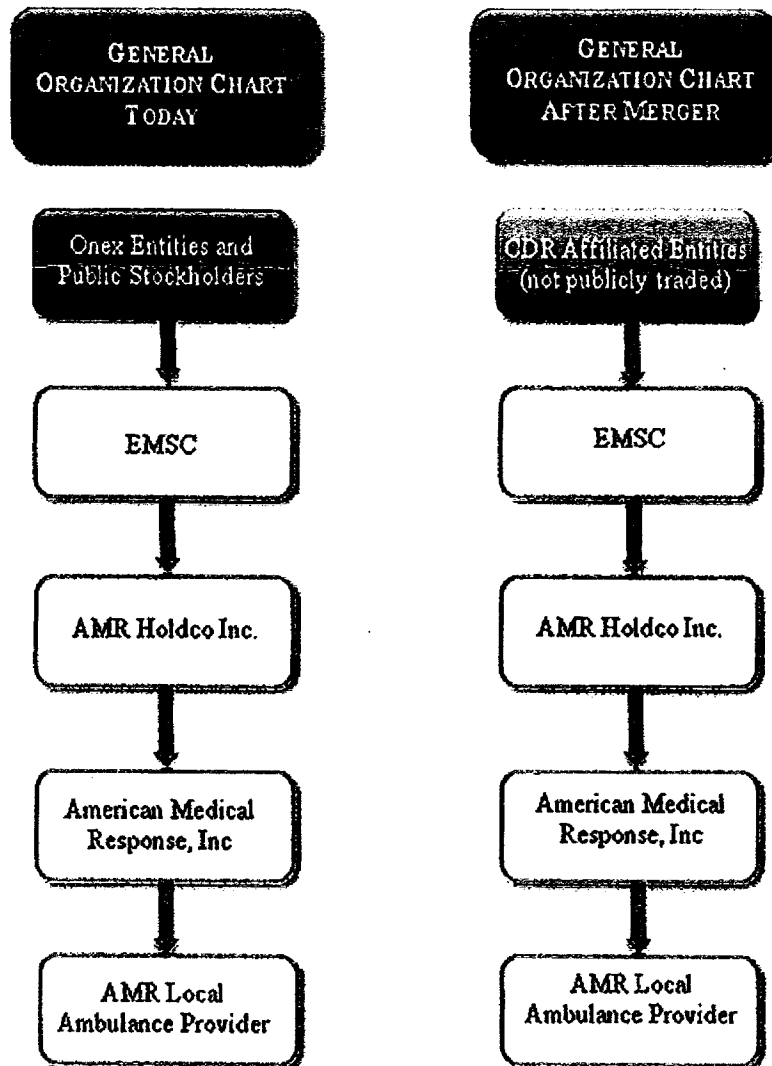 GENERAL
ORGANIZATION CHART
TODAY
Onex Entities and
Public Stockholders
EMSC
AMR Holdco Inc.
American Medical
Response, Inc
AMR Local
Ambulance Provider
GENERAL
ORGANIZATION CHART
AFTER MERGER
CDR Affiliated Entities
(not publicly traded)
EMSC
AMR Holdco Inc.
American Medical
Response, Inc
AMR Local
Ambulance Provider